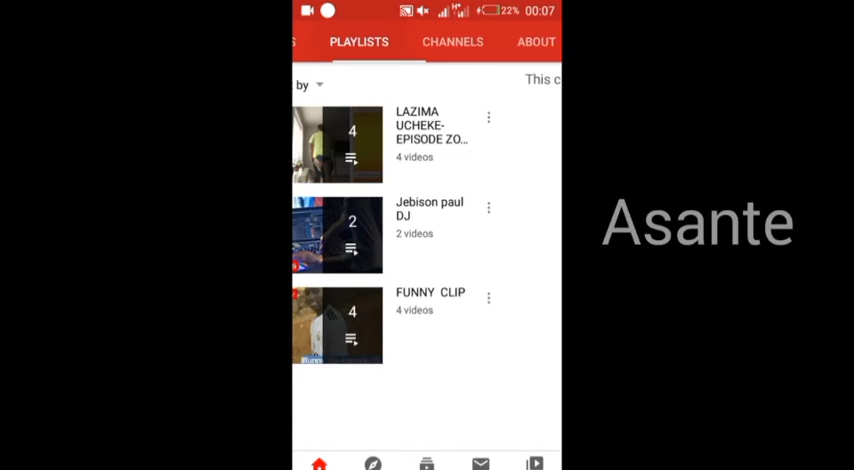 22% 00:07
S PLAYLISTS CHANNELS ABOUT
by
This c
4
LAZIMA
UCHEKE-
EPISODE ZO...
4 videos
2
Jebison paul
DJ
2 videos
4
FUNNY CLIP
4 videos
Asante